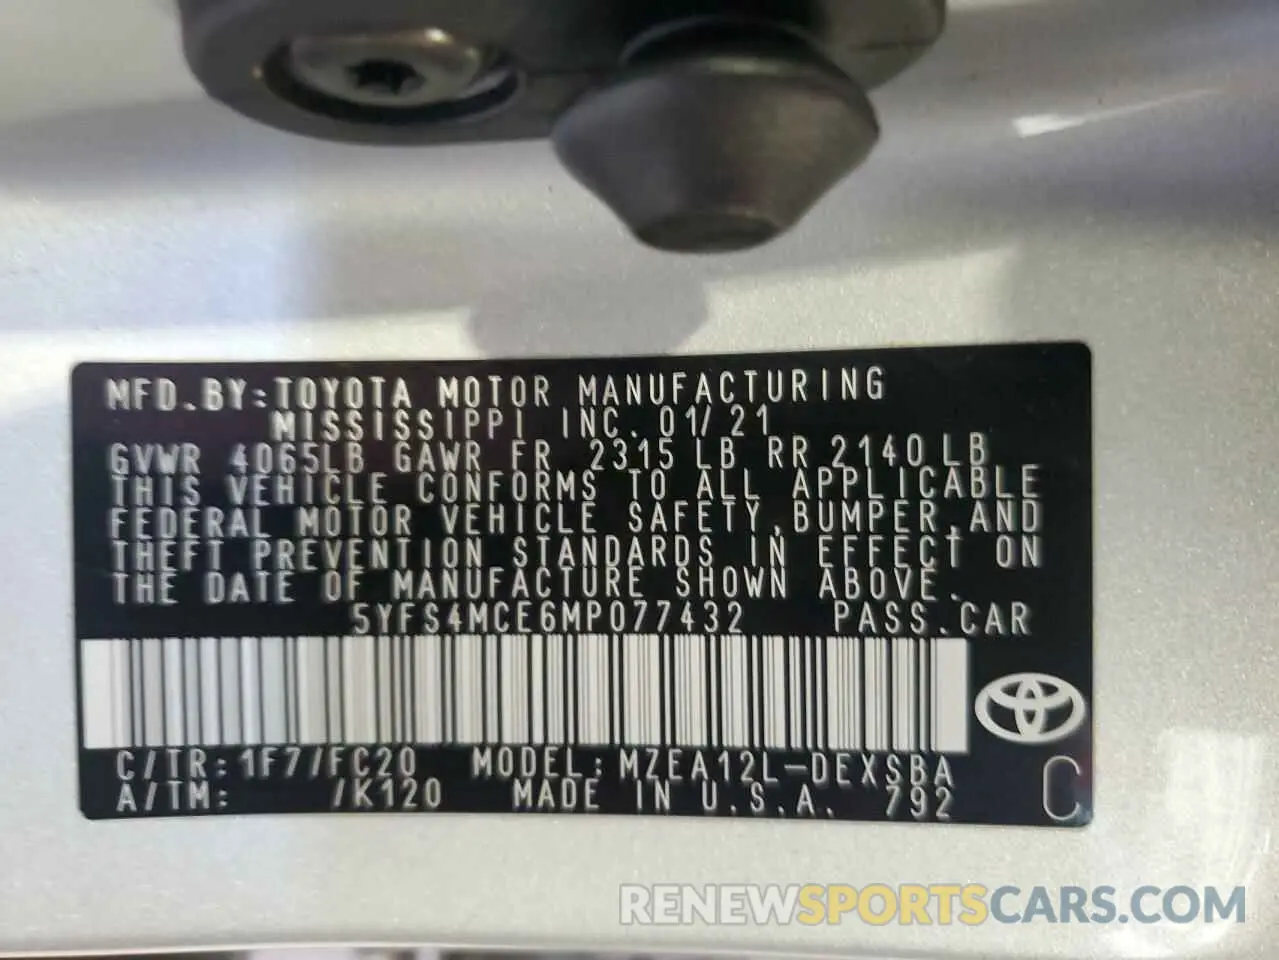 MFD.BY:TOYOTA MOTOR MANUFACTURING
MISSISSIPPI INC. 01/21
GVWR 4065LB GAWR FR 2315 LB RR 2140 LB
THIS VEHICLE CONFORMS TO ALL APPLICABLE
FEDERAL MOTOR VEHICLE SAFETY, BUMPER, AND
THEFT PREVENTION STANDARDS IN EFFECT ON
THE DATE OF MANUFACTURE SHOWN ABOVE.
5YFS4MCE6MP077432 PASS.CAR
C/TR: 1F7/FC20 MODEL: MZEA12L-DEXSBA
A/TM: /K120 MADE IN U.S.A. 792 C
RENEWSPORTSCARS.COM